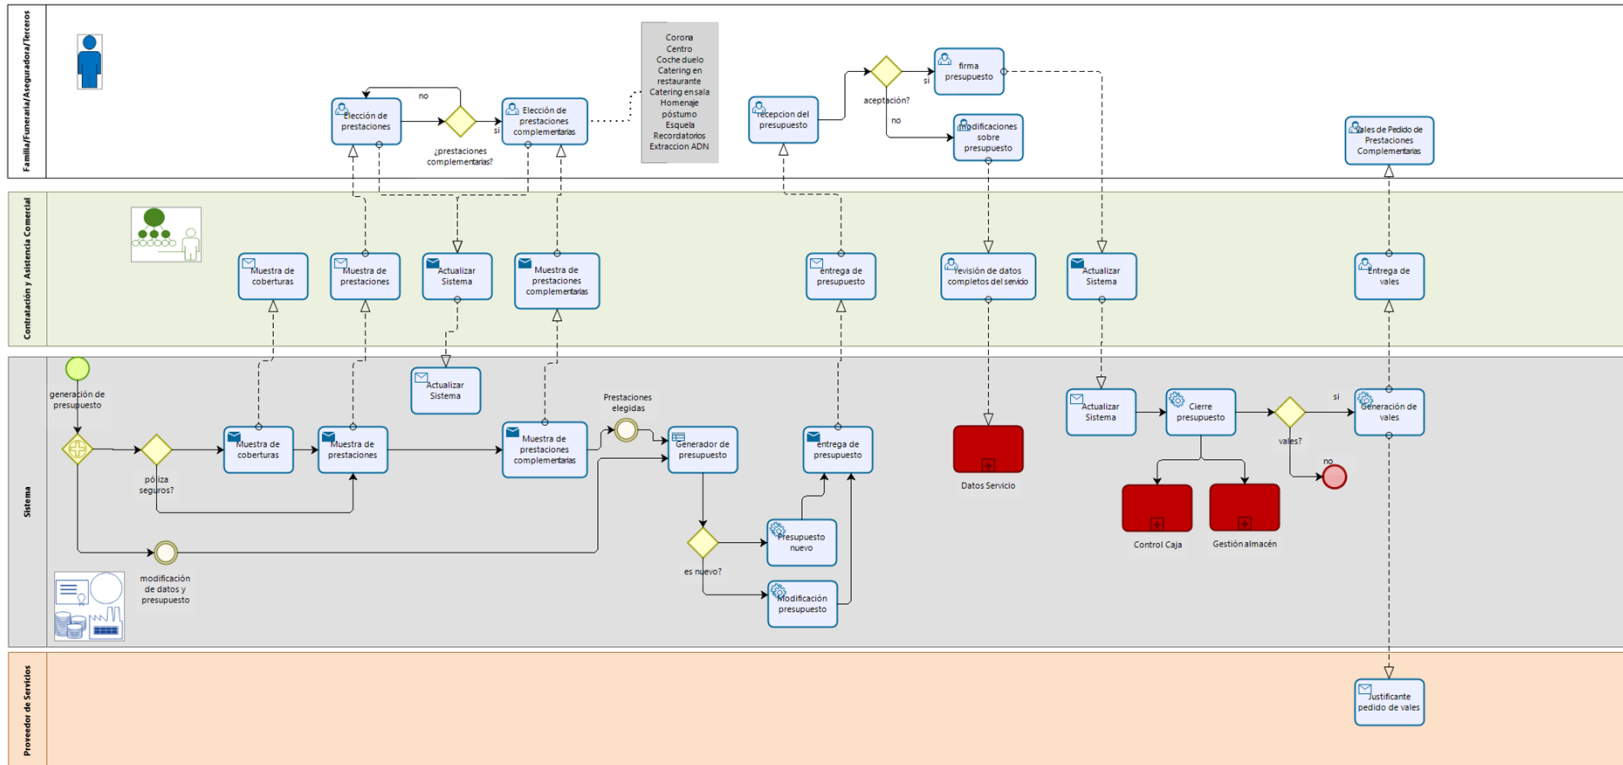 Familia/Funeraria/Aseguradora/Terceros
Elección de
prestaciones
no
¿prestaciones
complementarias?
si
Elección de
prestaciones
complementarias
Corona
Centro
Coche duelo
Catering en
restaurante
Catering en sala
Homenaje
póstumo
Esquela
Recordatorios
Extraccion ADN
recepcion del
presupuesto
aceptación?
si
no
firma
presupuesto
modificaciones
sobre
presupuesto
Vales de Pedido de
Prestaciones
Complementarias
Contratación y Asistencia Comercial
Muestra de
coberturas
Muestra de
prestaciones
Actualizar
Sistema
Muestra de
prestaciones
complementarias
entrega de
presupuesto
revisión de datos
completos del servicio
Actualizar
Sistema
Entrega de
vales
Sistema
generación de
presupuesto
póliza
seguros?
Muestra de
coberturas
Muestra de
prestaciones
Actualizar
Sistema
Muestra de
prestaciones
complementarias
Prestaciones
elegidas
Generador de
presupuesto
entrega de
presupuesto
es nuevo?
Presupuesto
nuevo
Modificación
presupuesto
modificación
de datos y
presupuesto
Datos Servicio
Actualizar
Sistema
Cierre
presupuesto
Control Caja
Gestión almacén
vales?
si
no
Generación de
vales
Proveedor de Servicios
Justificante
pedido de vales